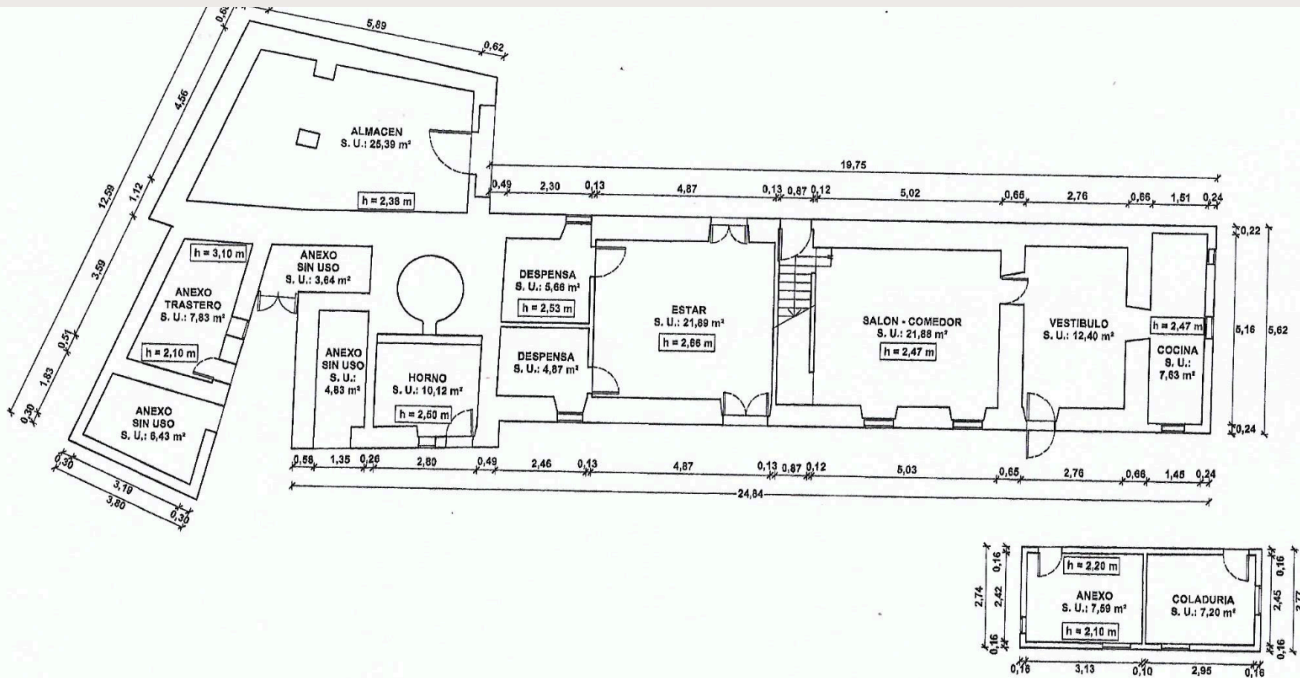 5,89
0,62
4,56
12,59
1,12
3,59
0,51
1,83
0,30
0,30
3,19
3,80
0,30
ALMACEN
S. U.: 25,39 m²
h = 2,38 m
19,75
0,49 2,30 0,13 4,87 0,13 0,87 0,12 5,02 0,65 2,76 0,66 1,51 0,24
0,22
5,16
5,62
0,24
h = 3,10 m
ANEXO
TRASTERO
S. U.: 7,83 m²
h = 2,10 m
ANEXO
SIN USO
S. U.: 3,64 m²
ANEXO
SIN USO
S. U.:
4,63 m²
ANEXO
SIN USO
S. U.: 6,43 m²
HORNO
S. U.: 10,12 m²
h = 2,50 m
DESPENSA
S. U.: 5,66 m²
h = 2,53 m
DESPENSA
S. U.: 4,87 m²
ESTAR
S. U.: 21,89 m²
h = 2,66 m
SALON - COMEDOR
S. U.: 21,88 m²
h = 2,47 m
VESTIBULO
S. U.: 12,40 m²
h = 2,47 m
COCINA
S. U.:
7,83 m²
0,58 1,35 0,26 2,80 0,49 2,46 0,13 4,87 0,13 0,87 0,12 5,03 0,65 2,76 0,66 1,45 0,24
24,84
2,74
0,16
2,42
0,16
h = 2,20 m
ANEXO
S. U.: 7,59 m²
h = 2,10 m
COLADURIA
S. U.: 7,20 m²
0,16
2,45
0,16
2,77
0,16 3,13 0,10 2,95 0,16